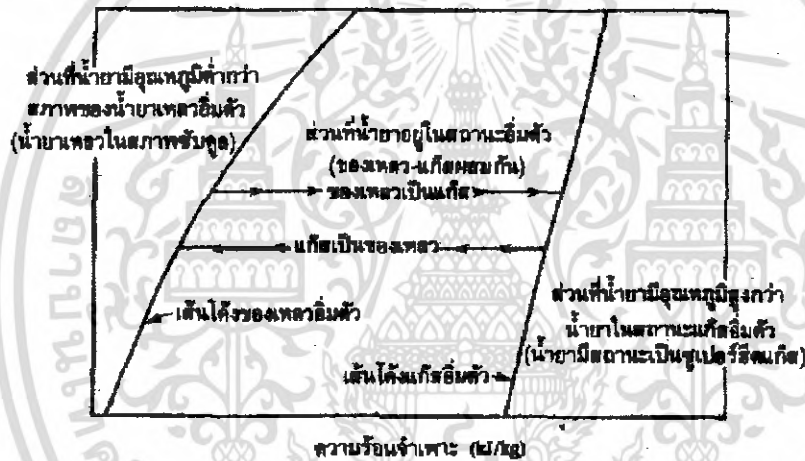 ส่วนที่น้ำยามีอุณหภูมิต่ำกว่า
สภาพของน้ำยาเหลวอิ่มตัว
(น้ำยาเหลวในสภาพซับคูล)
ส่วนที่น้ำยาอยู่ในสถานะอิ่มตัว
(ของเหลว-แก๊สผสมกัน)
ของเหลวเป็นแก๊ส
แก๊สเป็นของเหลว
เส้นโค้งของเหลวอิ่มตัว
ส่วนที่น้ำยามีอุณหภูมิสูงกว่า
น้ำยาในสถานะแก๊สอิ่มตัว
(น้ำยามีสถานะเป็นซูเปอร์ฮีตแก๊ส)
เส้นโค้งแก๊สอิ่มตัว
ความร้อนจำเพาะ (kJ/kg)